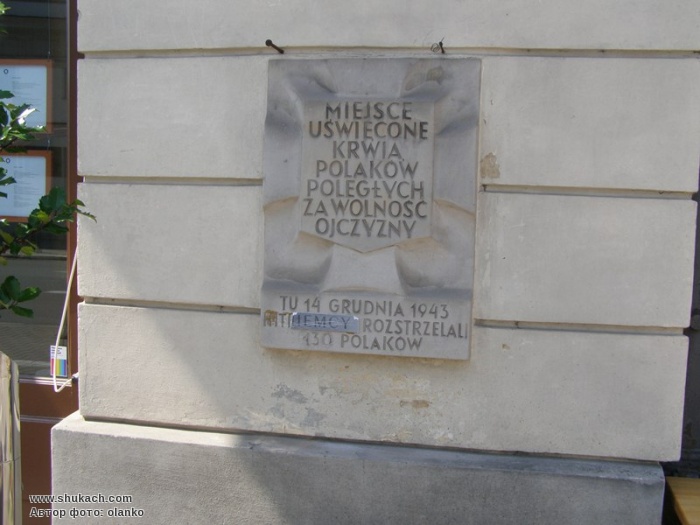 MIEJSCE
UŚWIĘCONE
KRWIĄ
POLAKÓW
POLEGŁYCH
ZA WOLNOŚĆ
OJCZYZNY
TU 14 GRUDNIA 1943
NIEMCY ROZSTRZELALI
130 POLAKÓW
www.shukach.com
Автор фото: olanko